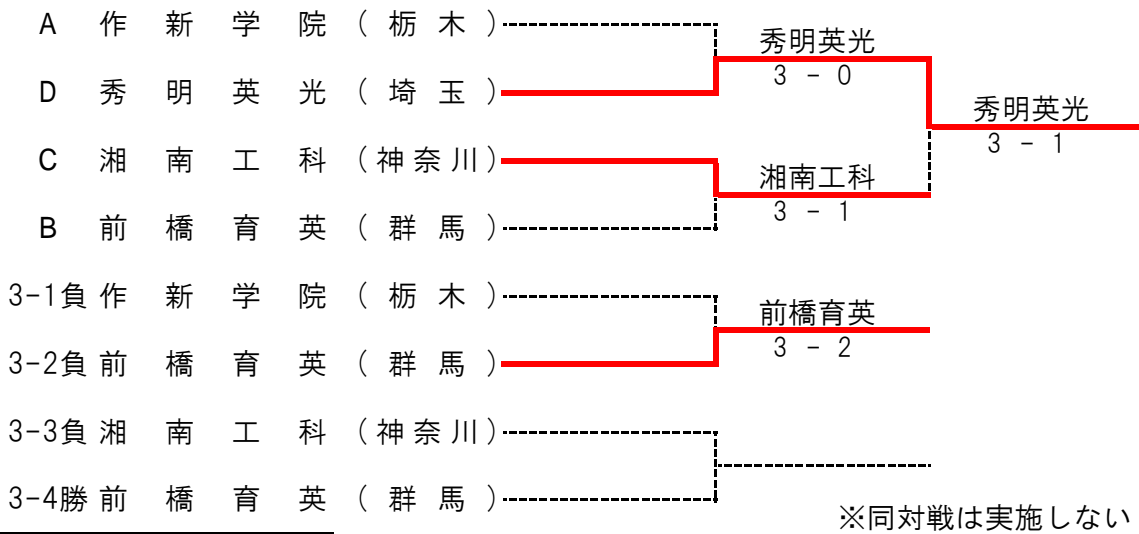 A 作新学院(栃木)
秀明英光
3 - 0
D 秀明英光(埼玉)
秀明英光
3 - 1
C 湘南工科(神奈川)
湘南工科
3 - 1
B 前橋育英(群馬)
3-1負 作新学院(栃木)
前橋育英
3 - 2
3-2負 前橋育英(群馬)
3-3負 湘南工科(神奈川)
3-4勝 前橋育英(群馬)
※同対戦は実施しない